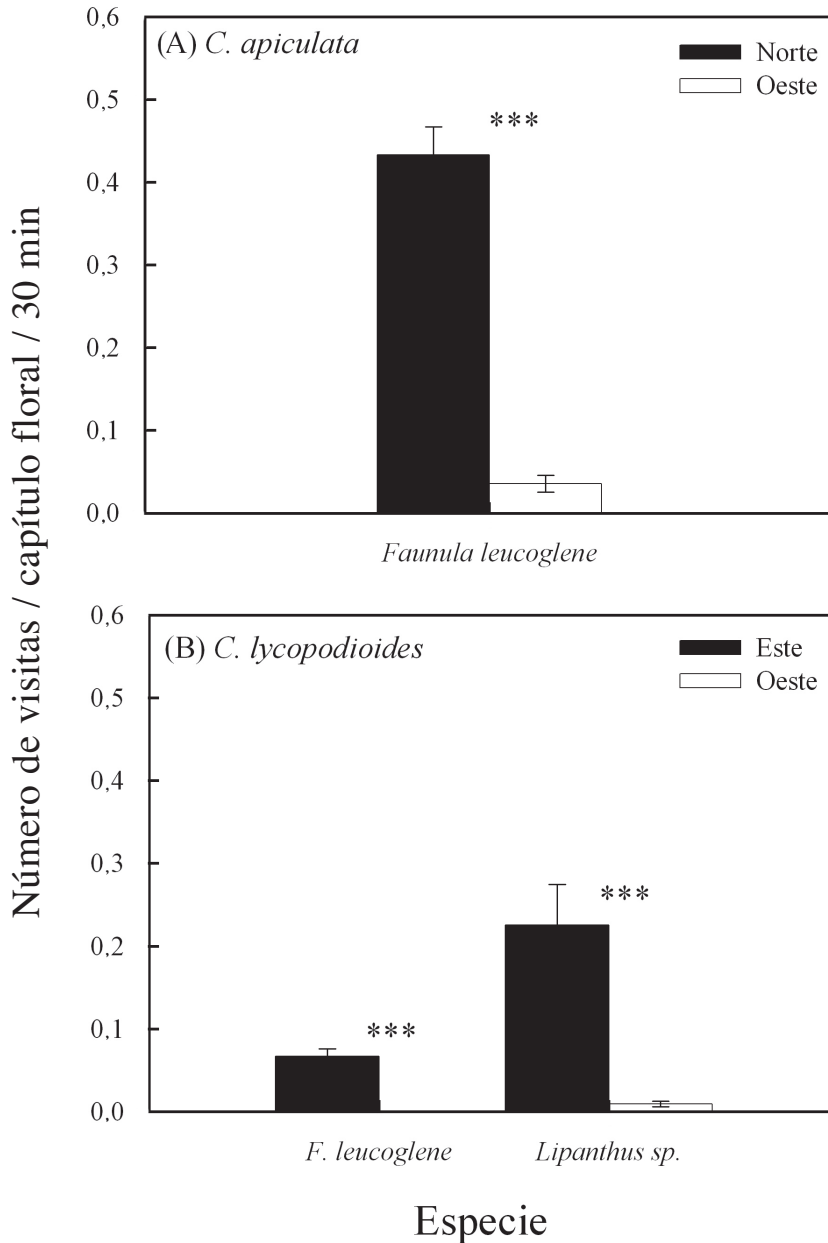 Número de visitas / capítulo floral / 30 min
(A) C. apiculata
Norte
Oeste
0,6
0,5
0,4
0,3
0,2
0,1
0,0
***
Faunula leucoglene
(B) C. lycopodioides
Este
Oeste
0,6
0,5
0,4
0,3
0,2
0,1
0,0
***
***
F. leucoglene
Lipanthus sp.
Especie